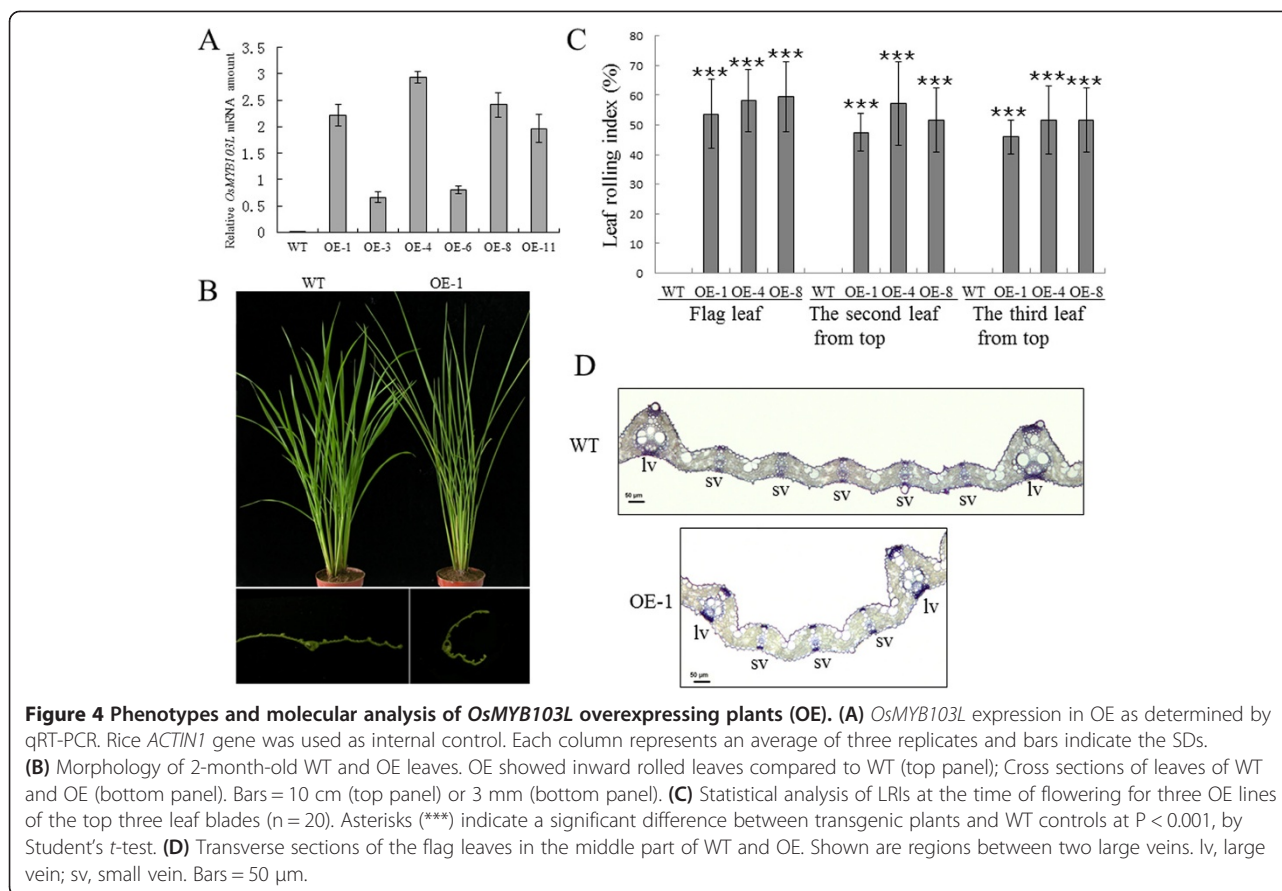 A
Relative OsMYB103L mRNA amount
3.5
3
2.5
2
1.5
1
0.5
0
WT OE-1 OE-3 OE-4 OE-6 OE-8 OE-11
B
WT OE-1
C
Leaf rolling index (%)
80
70
60
50
40
30
20
10
0
*** *** *** *** *** *** *** *** ***
WT OE-1 OE-4 OE-8 WT OE-1 OE-4 OE-8 WT OE-1 OE-4 OE-8
Flag leaf The second leaf The third leaf
from top from top
D
WT
lv sv sv sv sv sv lv
50 μm
OE-1
lv sv sv sv sv lv
50 μm
Figure 4 Phenotypes and molecular analysis of OsMYB103L overexpressing plants (OE). (A) OsMYB103L expression in OE as determined by
qRT-PCR. Rice ACTIN1 gene was used as internal control. Each column represents an average of three replicates and bars indicate the SDs.
(B) Morphology of 2-month-old WT and OE leaves. OE showed inward rolled leaves compared to WT (top panel); Cross sections of leaves of WT
and OE (bottom panel). Bars = 10 cm (top panel) or 3 mm (bottom panel). (C) Statistical analysis of LRIs at the time of flowering for three OE lines
of the top three leaf blades (n = 20). Asterisks (***) indicate a significant difference between transgenic plants and WT controls at P < 0.001, by
Student's t-test. (D) Transverse sections of the flag leaves in the middle part of WT and OE. Shown are regions between two large veins. lv, large
vein; sv, small vein. Bars = 50 μm.